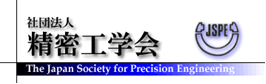 社団法人
精密工学会
JSPE
The Japan Society for Precision Engineering